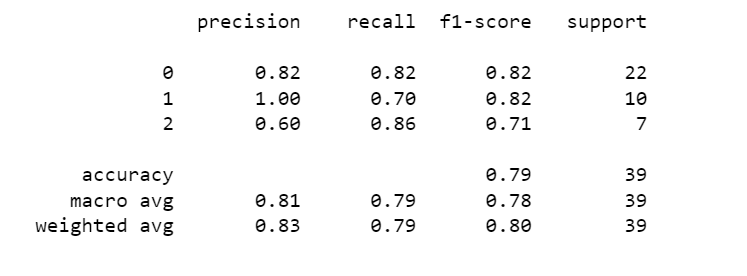 precision recall f1-score support
0 0.82 0.82 0.82 22
1 1.00 0.70 0.82 10
2 0.60 0.86 0.71 7
accuracy 0.79 39
macro avg 0.81 0.79 0.78 39
weighted avg 0.83 0.79 0.80 39